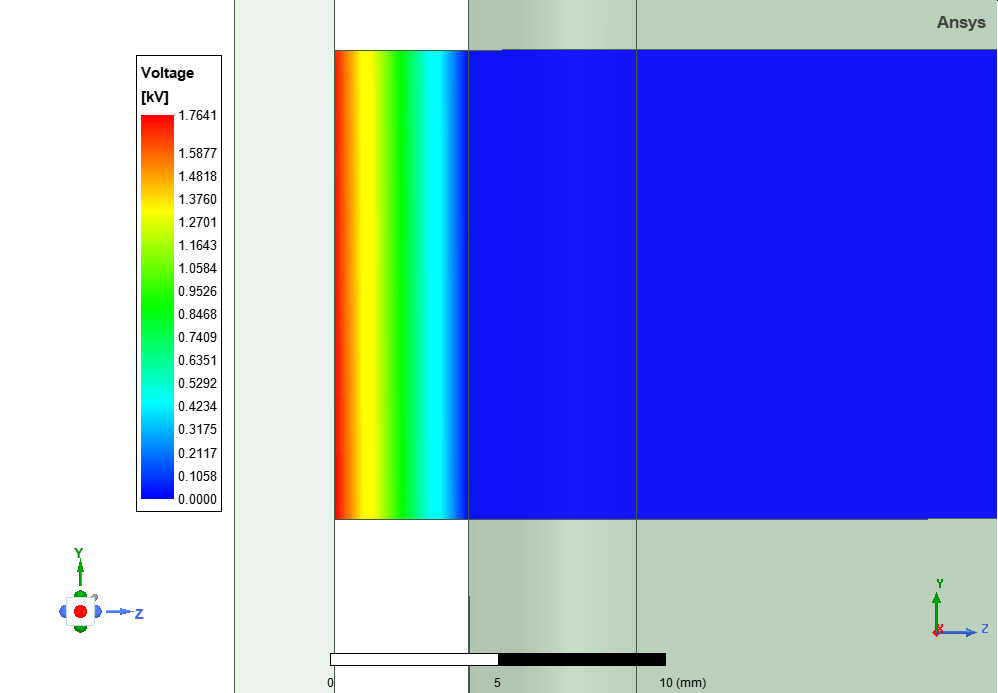 Ansys
Voltage
[kV]
1.7641
1.5877
1.4818
1.3760
1.2701
1.1643
1.0584
0.9526
0.8468
0.7409
0.6351
0.5292
0.4234
0.3175
0.2117
0.1058
0.0000
Y
Z
Y
X
Z
0 5 10 (mm)